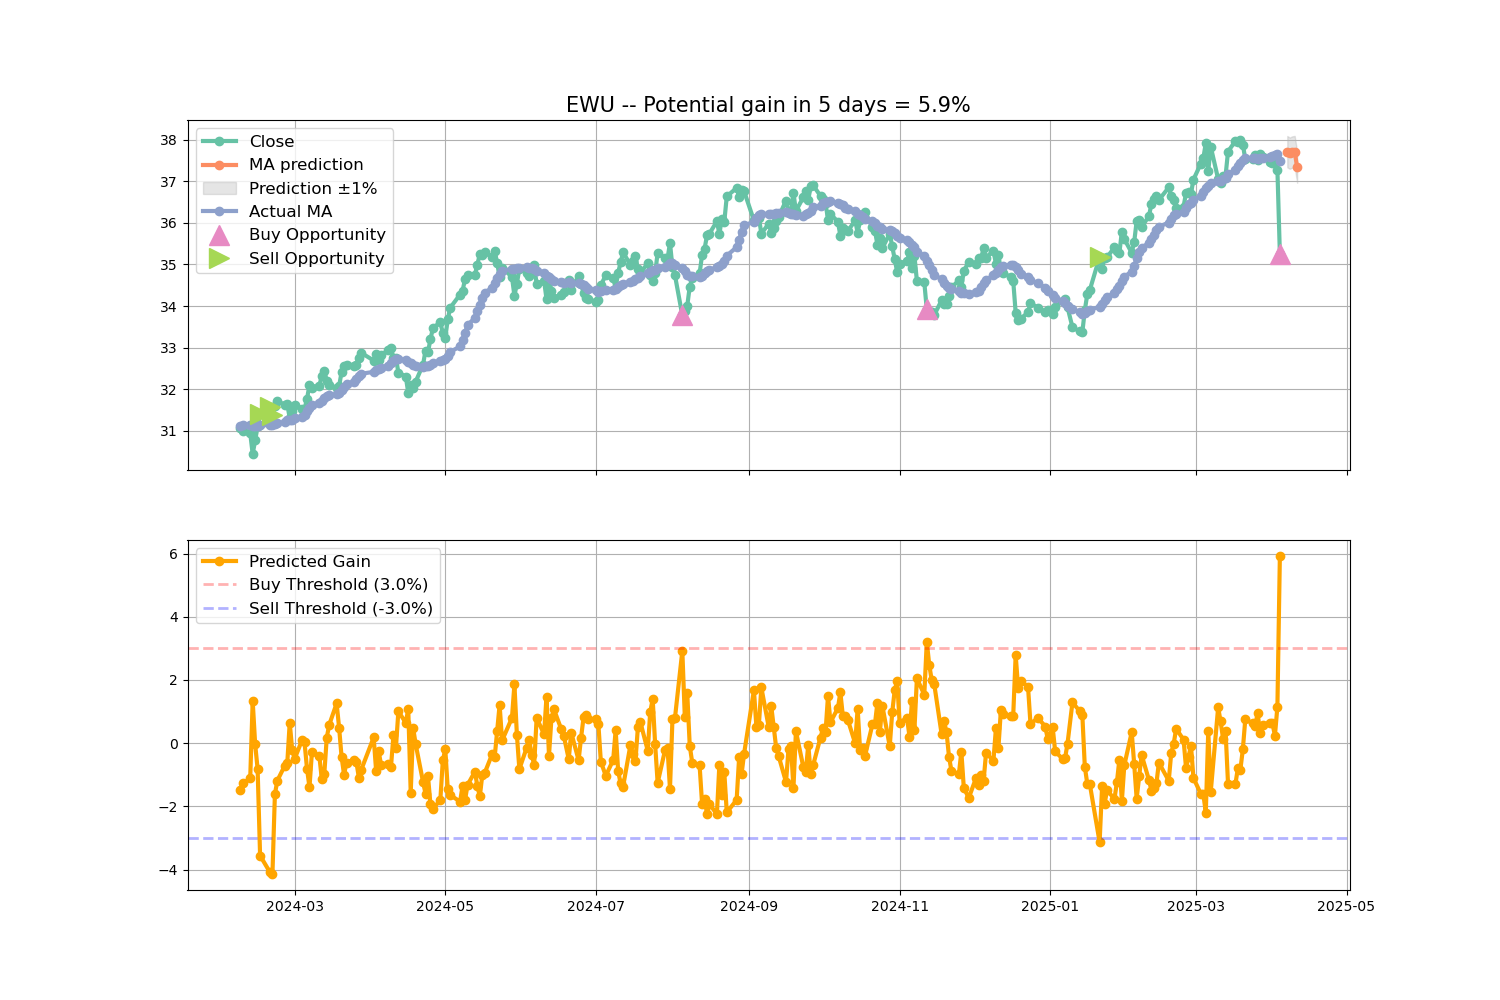 EWU -- Potential gain in 5 days = 5.9%
38
37
36
35
34
33
32
31
Close
MA prediction
Prediction ±1%
Actual MA
Buy Opportunity
Sell Opportunity
6
4
2
0
−2
−4
Predicted Gain
Buy Threshold (3.0%)
Sell Threshold (-3.0%)
2024-03 2024-05 2024-07 2024-09 2024-11 2025-01 2025-03 2025-05